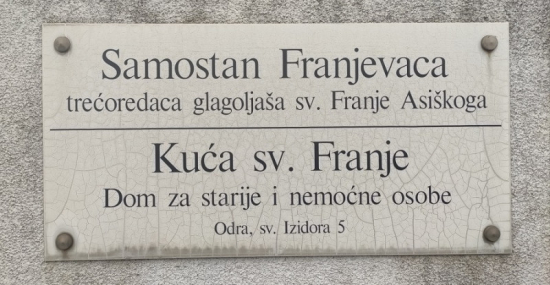 Samostan Franjevaca
trećoredaca glagoljaša sv. Franje Asiškoga
Kuća sv. Franje
Dom za starije i nemoćne osobe
Odra, sv. Izidora 5